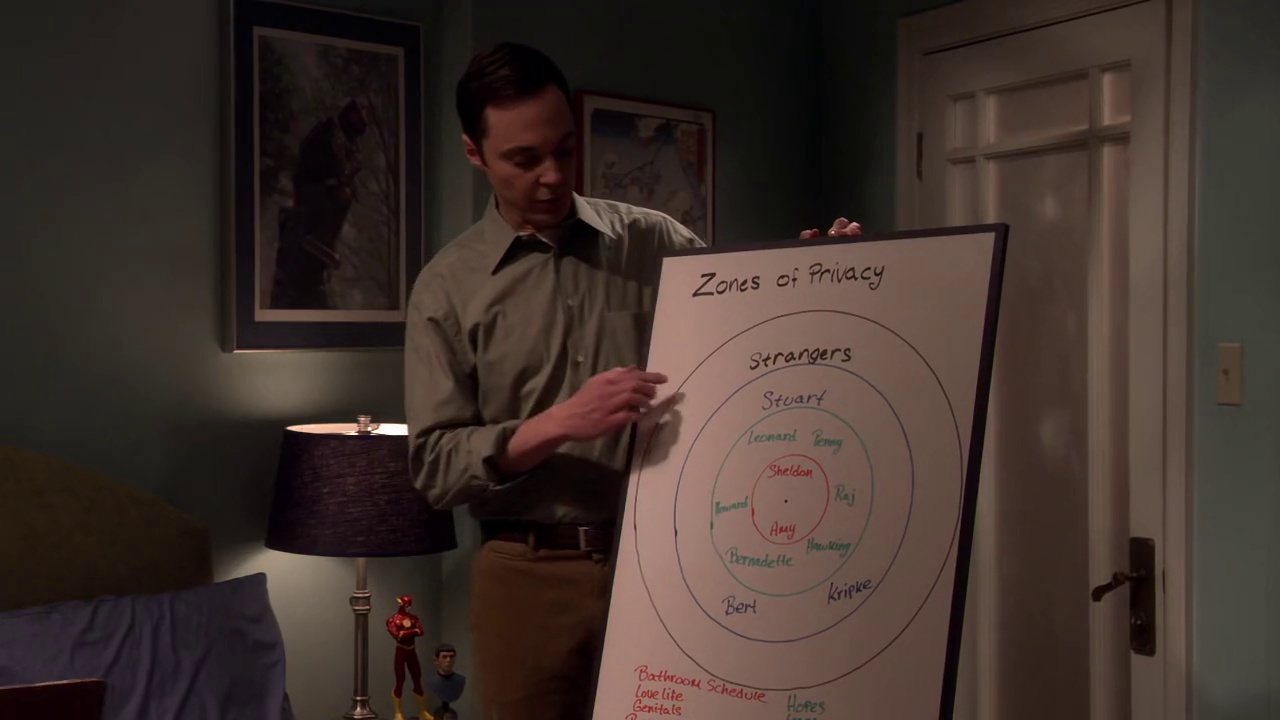 Zones of Privacy
Strangers
Stuart
Leonard Penny
Sheldon
Howard Raj
Amy
Bernadette Hawking
Bert Kripke
Bathroom Schedule
Love life
Genitals
Hopes